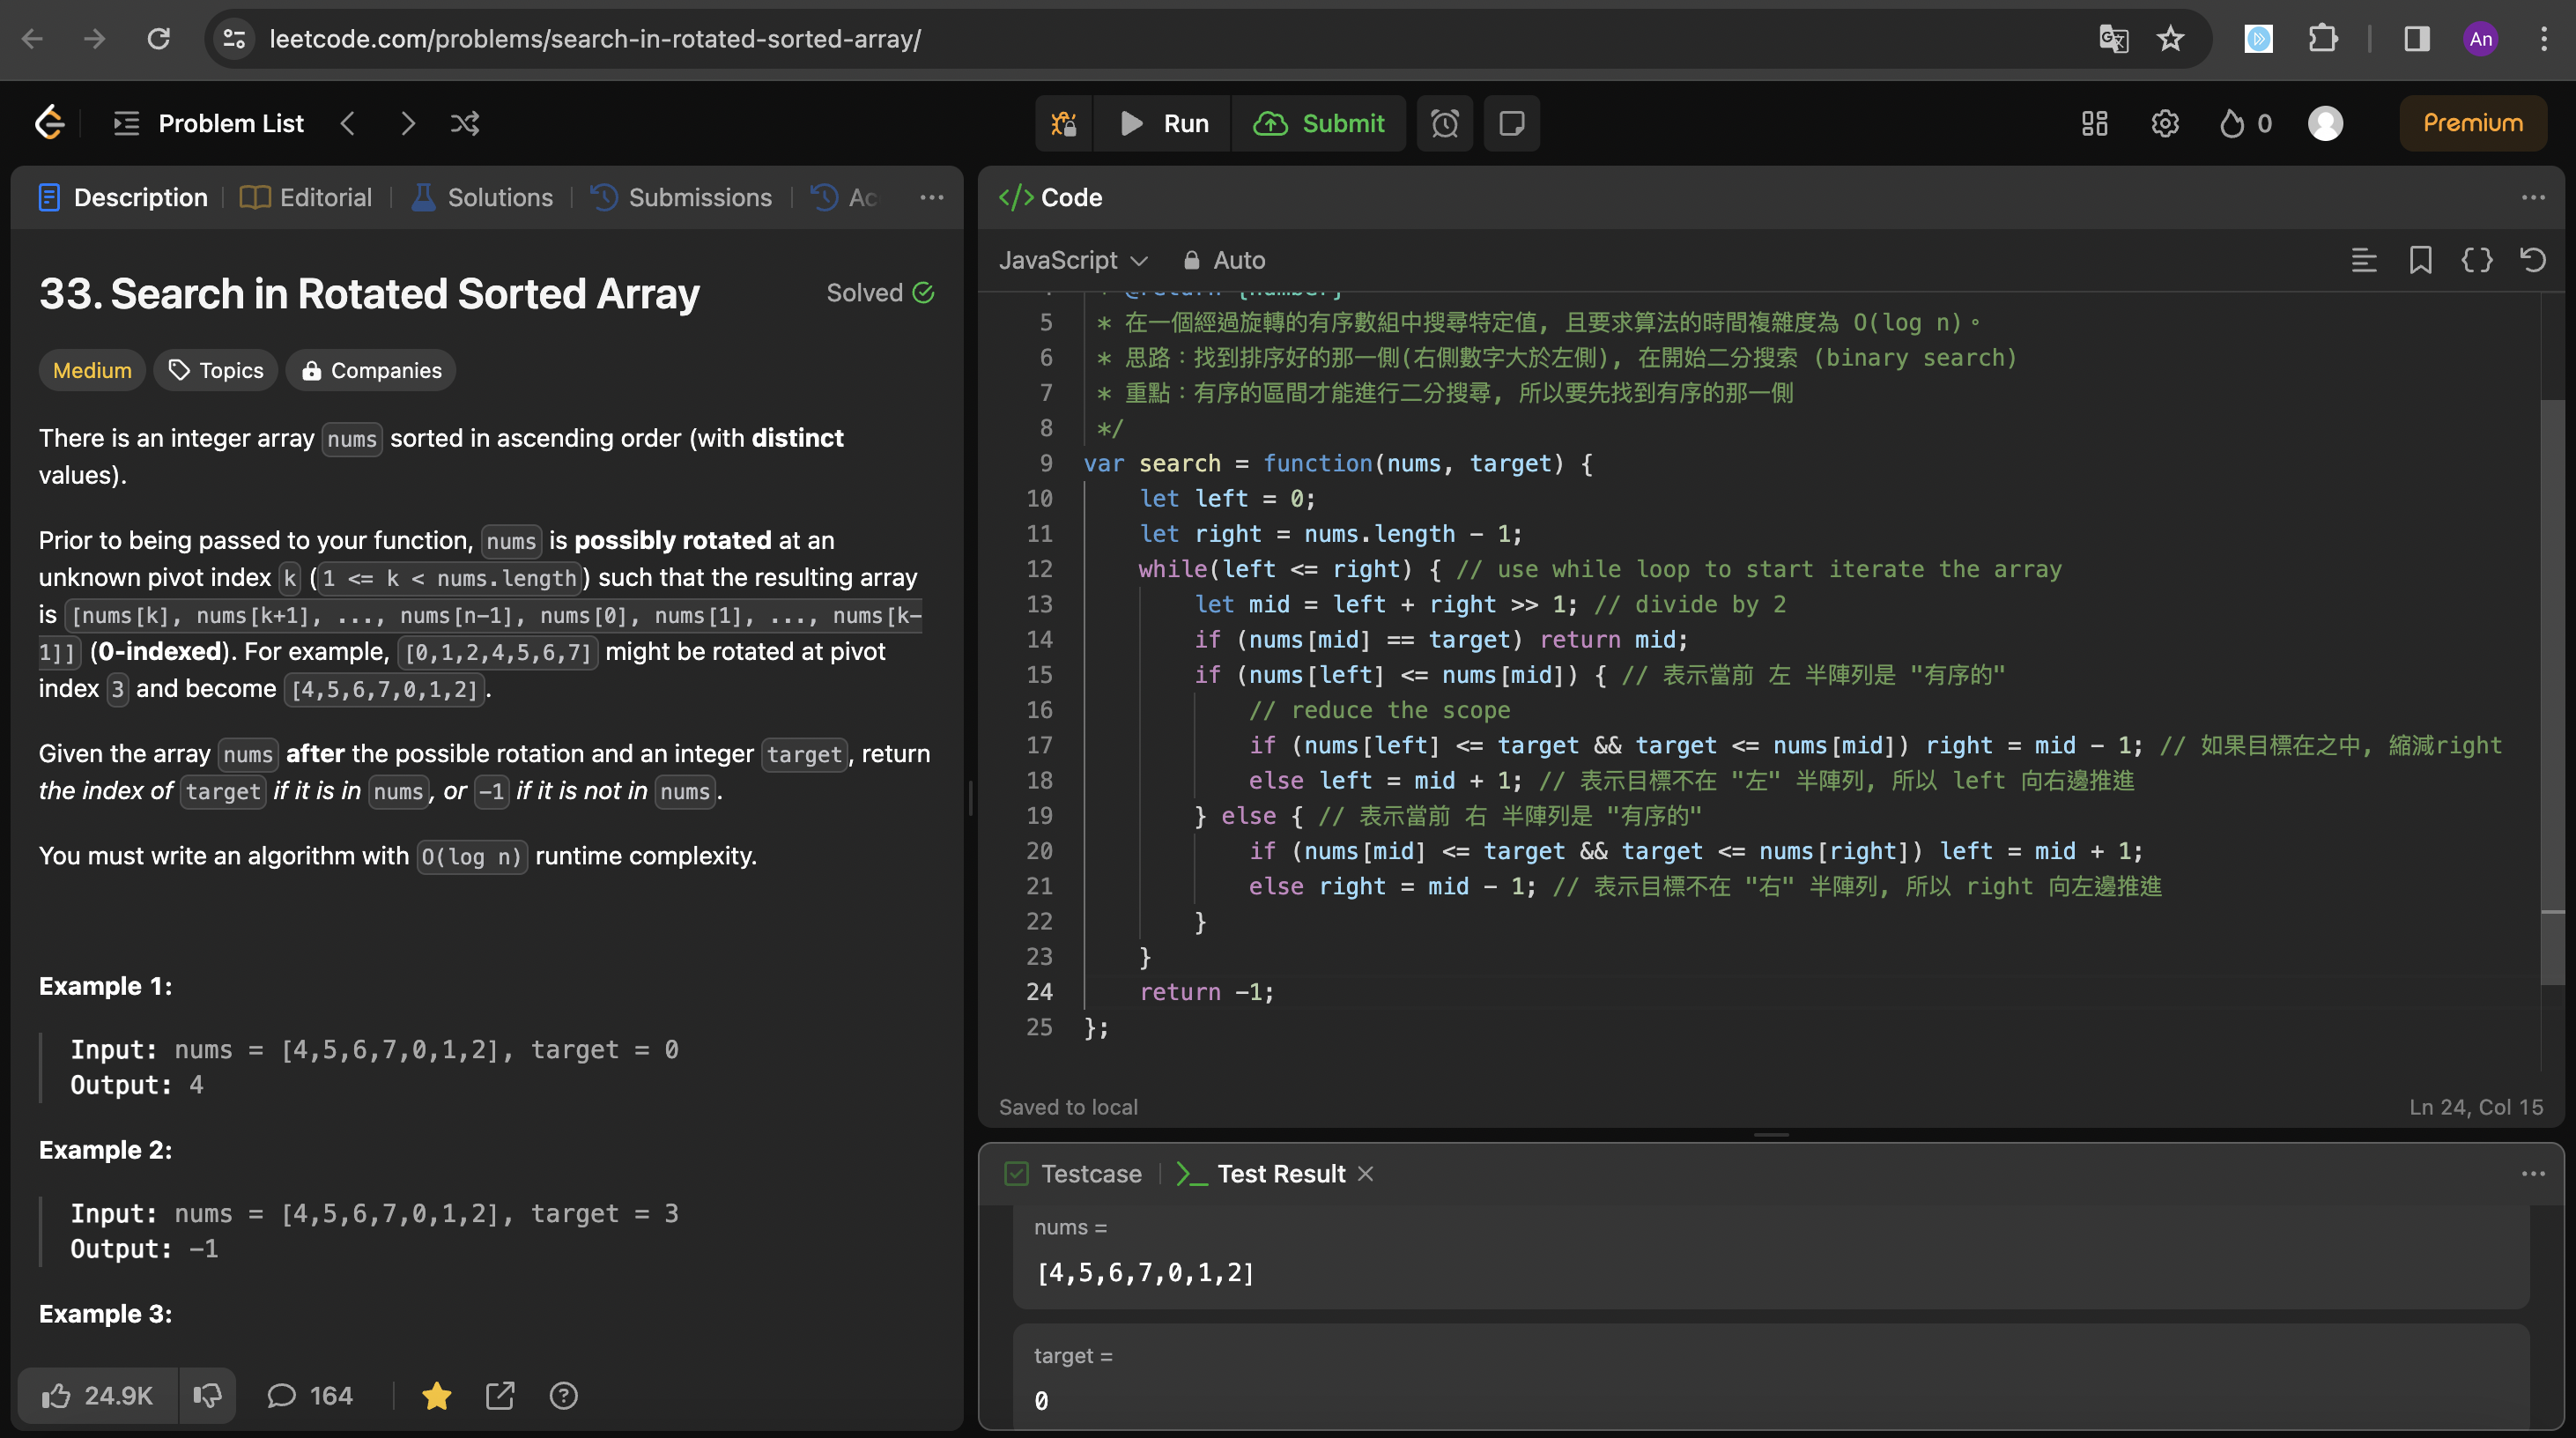 leetcode.com/problems/search-in-rotated-sorted-array/
An
Problem List
Run
Submit
0
Premium
Description
Editorial
Solutions
Submissions
Ac
33. Search in Rotated Sorted Array
Solved
Medium
Topics
Companies
There is an integer array nums sorted in ascending order (with distinct
values).
Prior to being passed to your function, nums is possibly rotated at an
unknown pivot index k (1 <= k < nums.length) such that the resulting array
is [nums[k], nums[k+1], ..., nums[n-1], nums[0], nums[1], ..., nums[k-
1]] (0-indexed). For example, [0,1,2,4,5,6,7] might be rotated at pivot
index 3 and become [4,5,6,7,0,1,2].
Given the array nums after the possible rotation and an integer target, return
the index of target if it is in nums, or -1 if it is not in nums.
You must write an algorithm with O(log n) runtime complexity.
Example 1:
Input: nums = [4,5,6,7,0,1,2], target = 0
Output: 4
Example 2:
Input: nums = [4,5,6,7,0,1,2], target = 3
Output: -1
Example 3:
24.9K
164
</> Code
JavaScript
Auto
4 * @return {number}
5 * 在一個經過旋轉的有序數組中搜尋特定值, 且要求算法的時間複雜度為 O(log n)。
6 * 思路：找到排序好的那一側(右側數字大於左側), 在開始二分搜索 (binary search)
7 * 重點：有序的區間才能進行二分搜尋, 所以要先找到有序的那一側
8 */
9 var search = function(nums, target) {
10 let left = 0;
11 let right = nums.length - 1;
12 while(left <= right) { // use while loop to start iterate the array
13 let mid = left + right >> 1; // divide by 2
14 if (nums[mid] == target) return mid;
15 if (nums[left] <= nums[mid]) { // 表示當前 左 半陣列是 "有序的"
16 // reduce the scope
17 if (nums[left] <= target && target <= nums[mid]) right = mid - 1; // 如果目標在之中, 縮減right
18 else left = mid + 1; // 表示目標不在 "左" 半陣列, 所以 left 向右邊推進
19 } else { // 表示當前 右 半陣列是 "有序的"
20 if (nums[mid] <= target && target <= nums[right]) left = mid + 1;
21 else right = mid - 1; // 表示目標不在 "右" 半陣列, 所以 right 向左邊推進
22 }
23 }
24 return -1;
25 };
Saved to local
Ln 24, Col 15
Testcase
Test Result
nums =
[4,5,6,7,0,1,2]
target =
0